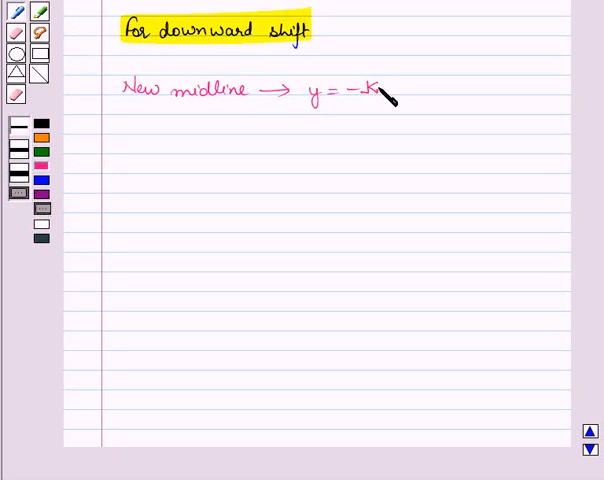 For downward shift
New midline → y = -K